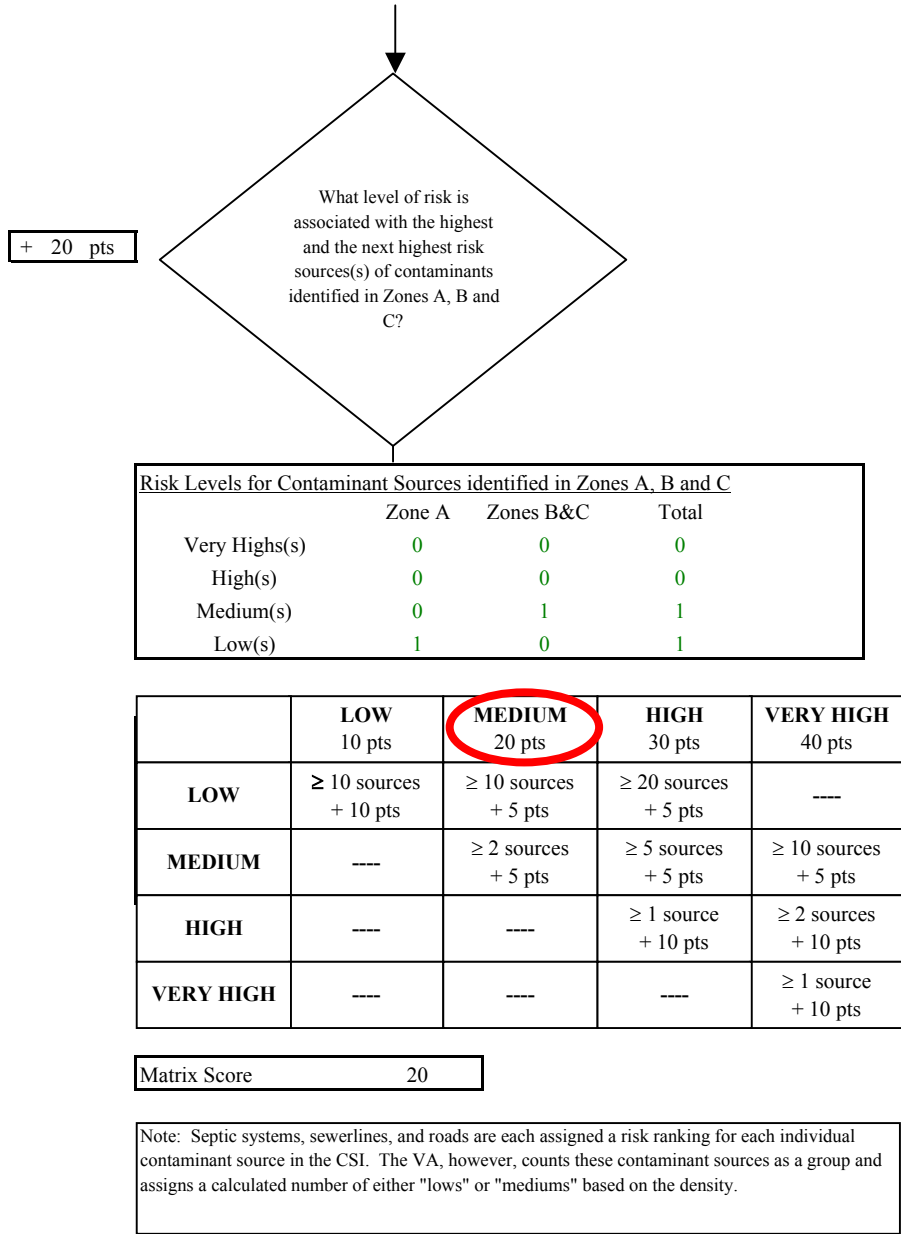 What level of risk is
associated with the highest
and the next highest risk
sources(s) of contaminants
identified in Zones A, B and
C?
+ 20 pts
Risk Levels for Contaminant Sources identified in Zones A, B and C
Zone A Zones B&C Total
Very Highs(s) 0 0 0
High(s) 0 0 0
Medium(s) 0 1 1
Low(s) 1 0 1
LOW MEDIUM HIGH VERY HIGH
10 pts 20 pts 30 pts 40 pts
LOW ≥ 10 sources ≥ 10 sources ≥ 20 sources ----
+ 10 pts + 5 pts + 5 pts
MEDIUM ---- ≥ 2 sources ≥ 5 sources ≥ 10 sources
+ 5 pts + 5 pts + 5 pts
HIGH ---- ---- ≥ 1 source ≥ 2 sources
+ 10 pts + 10 pts
VERY HIGH ---- ---- ---- ≥ 1 source
+ 10 pts
Matrix Score 20
Note: Septic systems, sewerlines, and roads are each assigned a risk ranking for each individual
contaminant source in the CSI. The VA, however, counts these contaminant sources as a group and
assigns a calculated number of either "lows" or "mediums" based on the density.